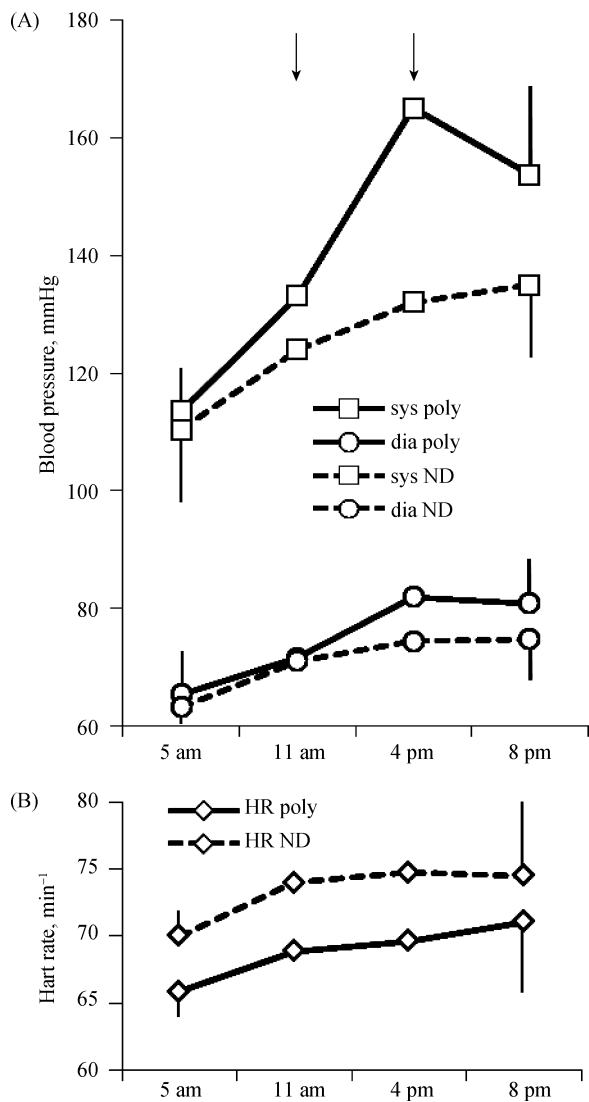 (A)
180
160
140
120
100
80
60
Blood pressure, mmHg
sys poly
dia poly
sys ND
dia ND
5 am 11 am 4 pm 8 pm
(B)
80
75
70
65
60
Hart rate, min⁻¹
HR poly
HR ND
5 am 11 am 4 pm 8 pm